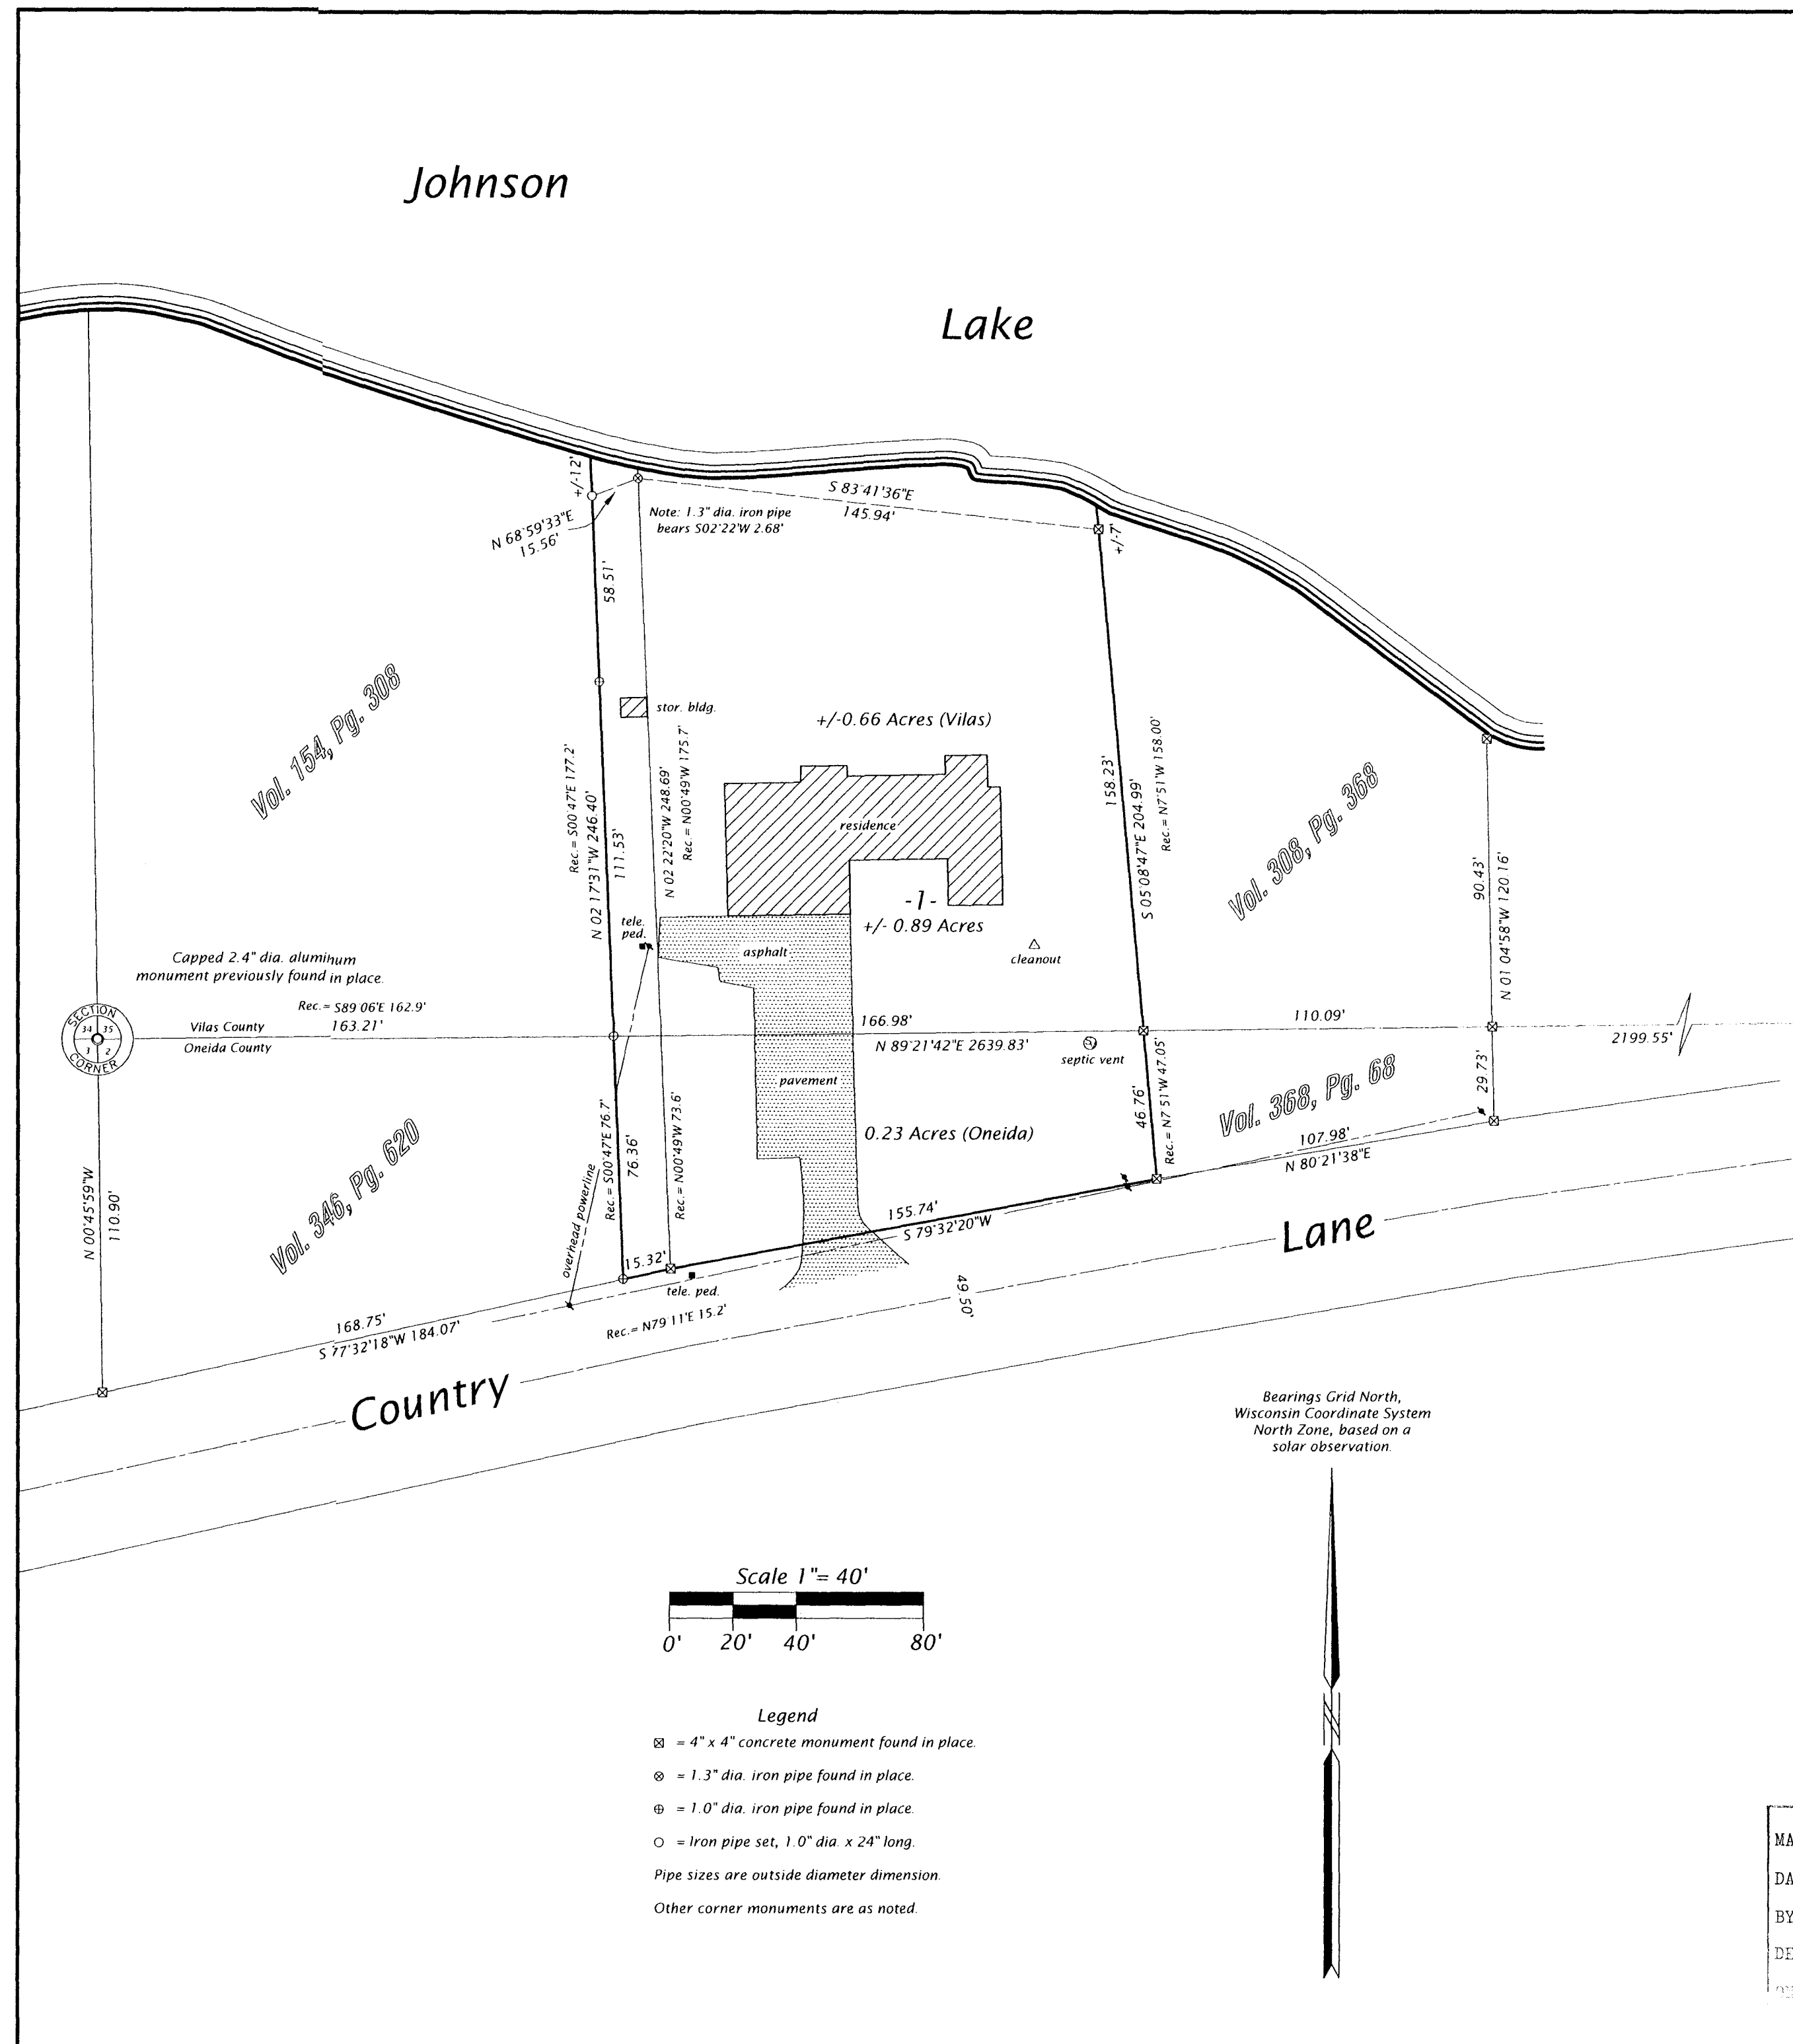 Johnson
Lake
+/-12'
S 83°41'36"E
145.94'
N 68°59'33"E
15.56'
Note: 1.3" dia. iron pipe
bears S02°22'W 2.68'
+/-7'
58.51'
Vol. 154, Pg. 308
stor. bldg.
+/-0.66 Acres (Vilas)
Rec.= S00°47'E 177.2'
N 02°17'31"W 246.40'
111.53'
N 02°22'20"W 248.69'
Rec.= N00°49'W 175.7'
residence
158.23'
S 05°08'47"E 204.99'
Rec.= N7°51'W 158.00'
Vol. 308, Pg. 368
90.43'
N 01°04'58"W 120.16'
-1-
+/- 0.89 Acres
tele.
ped.
asphalt
cleanout
Capped 2.4" dia. aluminum
monument previously found in place.
Rec.= S89°06'E 162.9'
SECTION
34 35
3 2
CORNER
Vilas County
163.21'
Oneida County
166.98'
N 89°21'42"E 2639.83'
septic vent
110.09'
2199.55'
pavement
46.76'
Rec.= N7°51'W 47.05'
Vol. 368, Pg. 68
29.73'
Rec.= S00°47'E 76.7'
76.36'
Rec.= N00°49'W 73.6'
0.23 Acres (Oneida)
N 00°45'59"W
110.90'
Vol. 346, Pg. 620
overhead powerline
107.98'
N 80°21'38"E
155.74'
S 79°32'20"W
15.32'
tele. ped.
Rec.= N79°11'E 15.2'
49.50'
168.75'
S 77°32'18"W 184.07'
Country
Lane
Bearings Grid North,
Wisconsin Coordinate System
North Zone, based on a
solar observation.
N
Scale 1"= 40'
0' 20' 40' 80'
Legend
= 4" x 4" concrete monument found in place.
= 1.3" dia. iron pipe found in place.
= 1.0" dia. iron pipe found in place.
= Iron pipe set, 1.0" dia. x 24" long.
Pipe sizes are outside diameter dimension.
Other corner monuments are as noted.
MA
DA
BY
DE